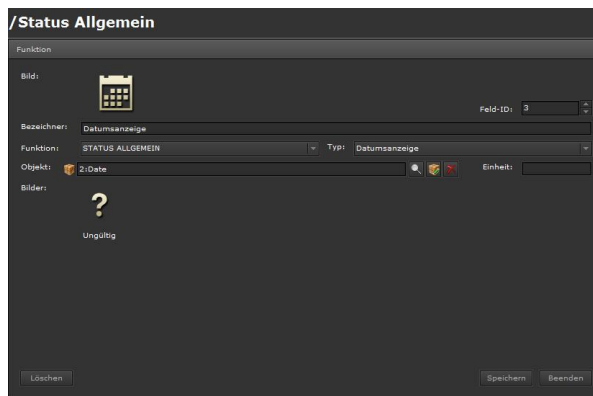 /Status Allgemein
Funktion
Bild:
Feld-ID: 3
Bezeichner: Datumsanzeige
Funktion: STATUS ALLGEMEIN Typ: Datumsanzeige
Objekt: 2:Date Einheit:
Bilder:
?
Ungültig
Löschen Speichern Beenden